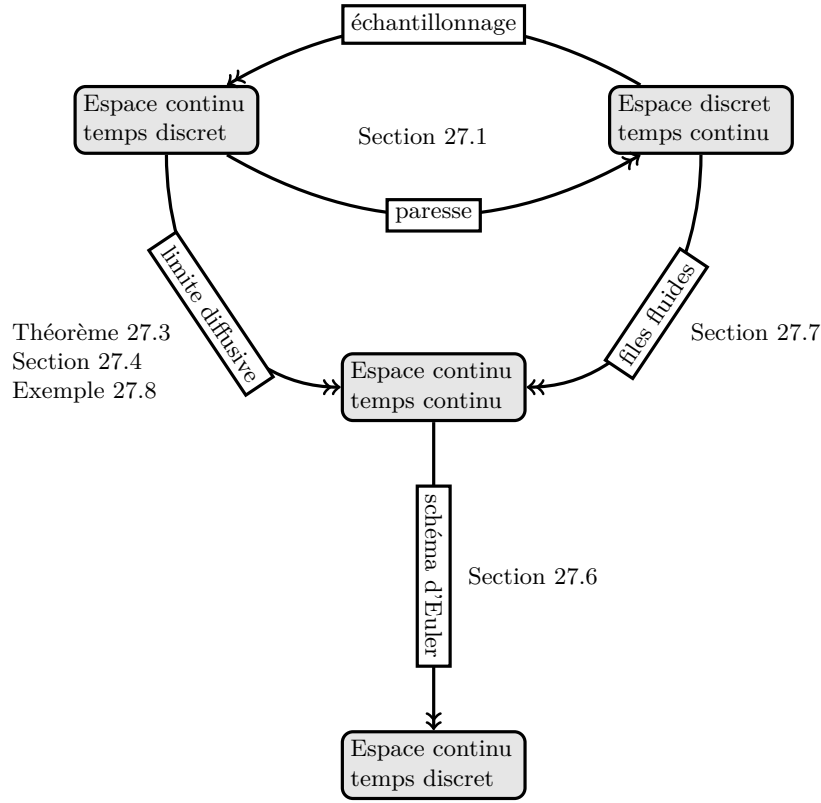 échantillonnage
Espace continu
temps discret
Section 27.1
Espace discret
temps continu
paresse
limite diffusive
files fluides
Théorème 27.3
Section 27.4
Exemple 27.8
Section 27.7
Espace continu
temps continu
schéma d'Euler
Section 27.6
Espace continu
temps discret